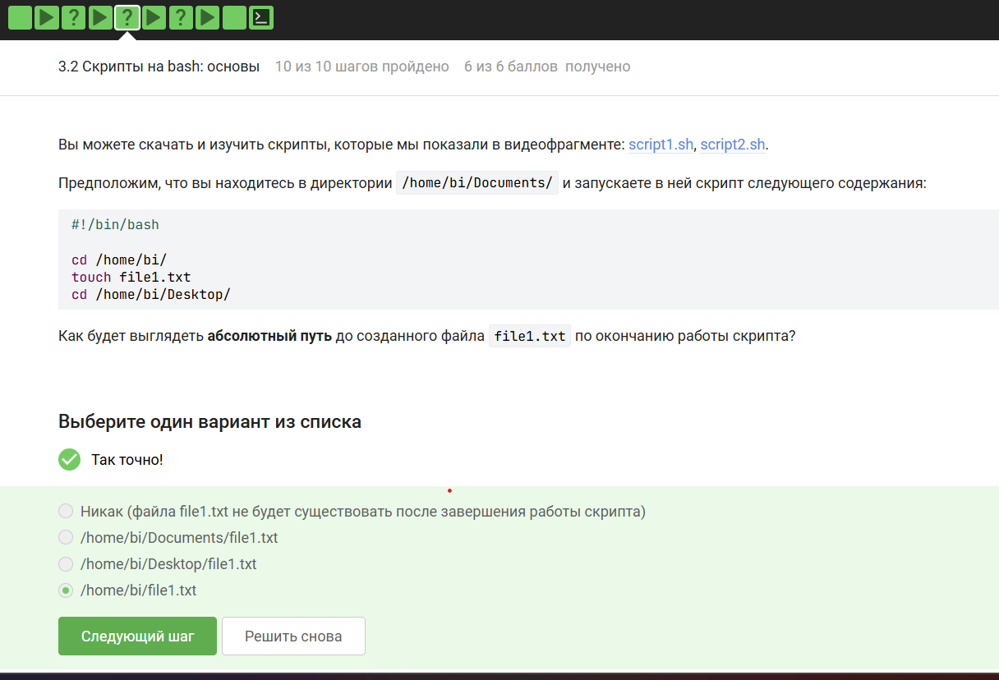 ? ? ?
3.2 Скрипты на bash: основы 10 из 10 шагов пройдено 6 из 6 баллов получено
Вы можете скачать и изучить скрипты, которые мы показали в видеофрагменте: script1.sh, script2.sh.
Предположим, что вы находитесь в директории /home/bi/Documents/ и запускаете в ней скрипт следующего содержания:
#!/bin/bash
cd /home/bi/
touch file1.txt
cd /home/bi/Desktop/
Как будет выглядеть абсолютный путь до созданного файла file1.txt по окончанию работы скрипта?
Выберите один вариант из списка
Так точно!
Никак (файла file1.txt не будет существовать после завершения работы скрипта)
/home/bi/Documents/file1.txt
/home/bi/Desktop/file1.txt
/home/bi/file1.txt
Следующий шаг Решить снова